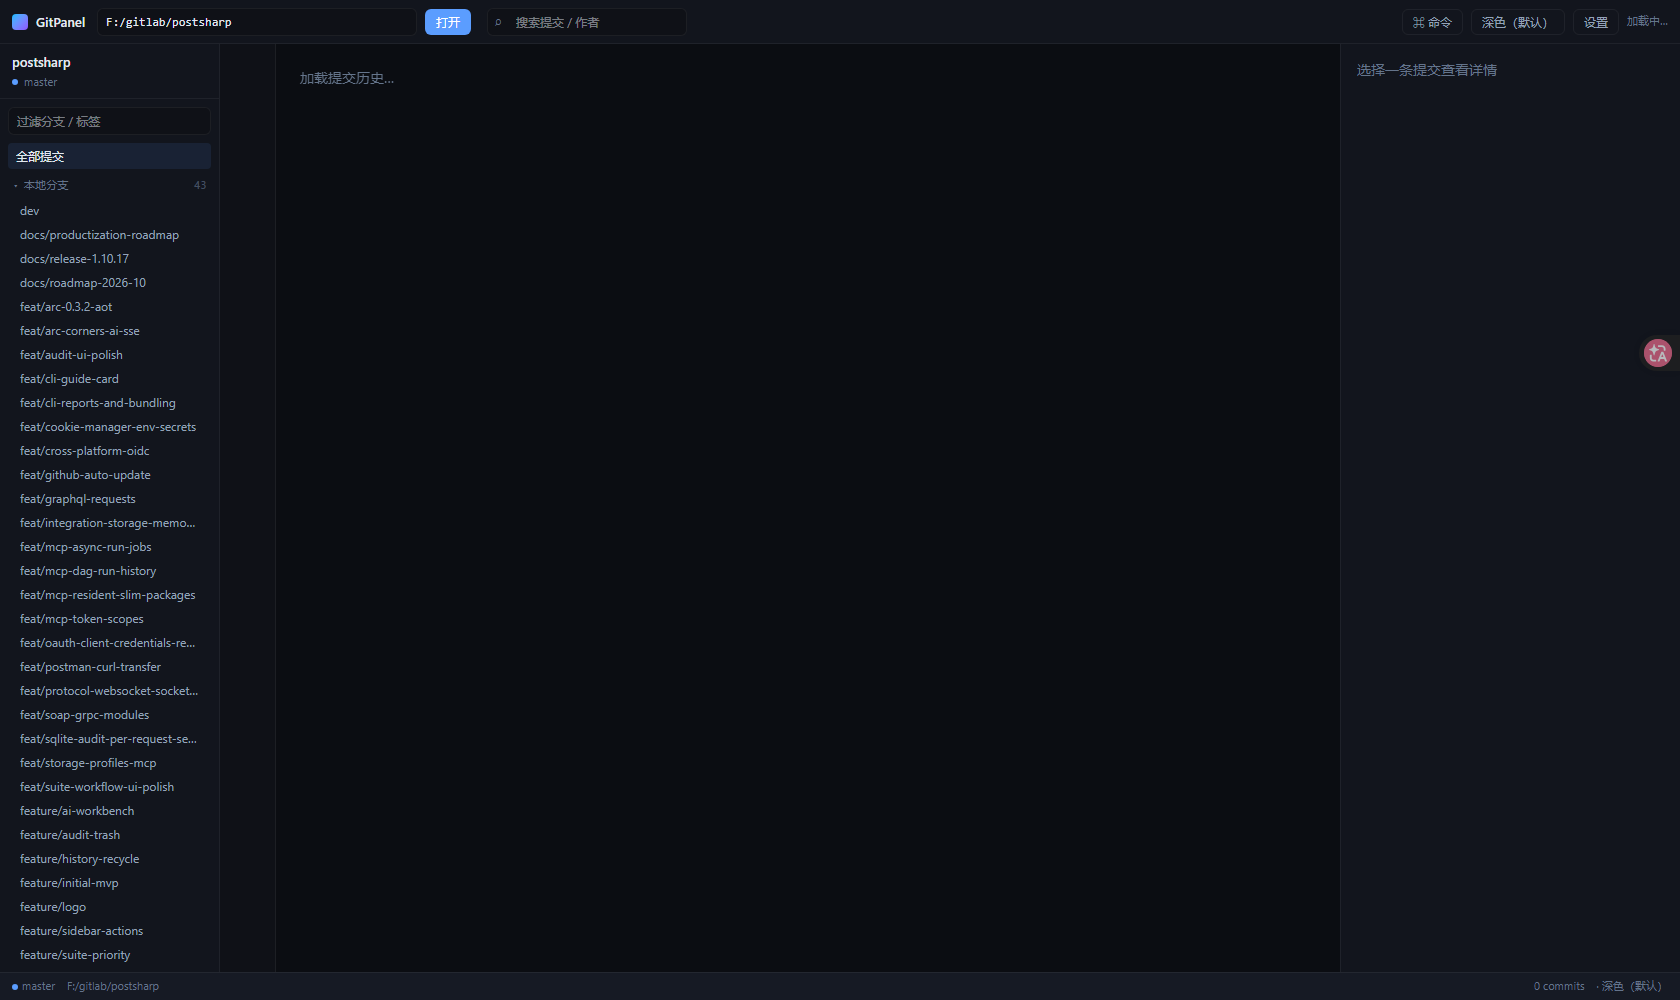 GitPanel
F:/gitlab/postsharp
打开
搜索提交 / 作者
⌘ 命令
深色（默认）
设置
加载中...
postsharp
master
过滤分支 / 标签
全部提交
本地分支 43
dev
docs/productization-roadmap
docs/release-1.10.17
docs/roadmap-2026-10
feat/arc-0.3.2-aot
feat/arc-corners-ai-sse
feat/audit-ui-polish
feat/cli-guide-card
feat/cli-reports-and-bundling
feat/cookie-manager-env-secrets
feat/cross-platform-oidc
feat/github-auto-update
feat/graphql-requests
feat/integration-storage-memo...
feat/mcp-async-run-jobs
feat/mcp-dag-run-history
feat/mcp-resident-slim-packages
feat/mcp-token-scopes
feat/oauth-client-credentials-re...
feat/postman-curl-transfer
feat/protocol-websocket-socket...
feat/soap-grpc-modules
feat/sqlite-audit-per-request-se...
feat/storage-profiles-mcp
feat/suite-workflow-ui-polish
feature/ai-workbench
feature/audit-trash
feature/history-recycle
feature/initial-mvp
feature/logo
feature/sidebar-actions
feature/suite-priority
加载提交历史...
选择一条提交查看详情
master F:/gitlab/postsharp
0 commits · 深色（默认）